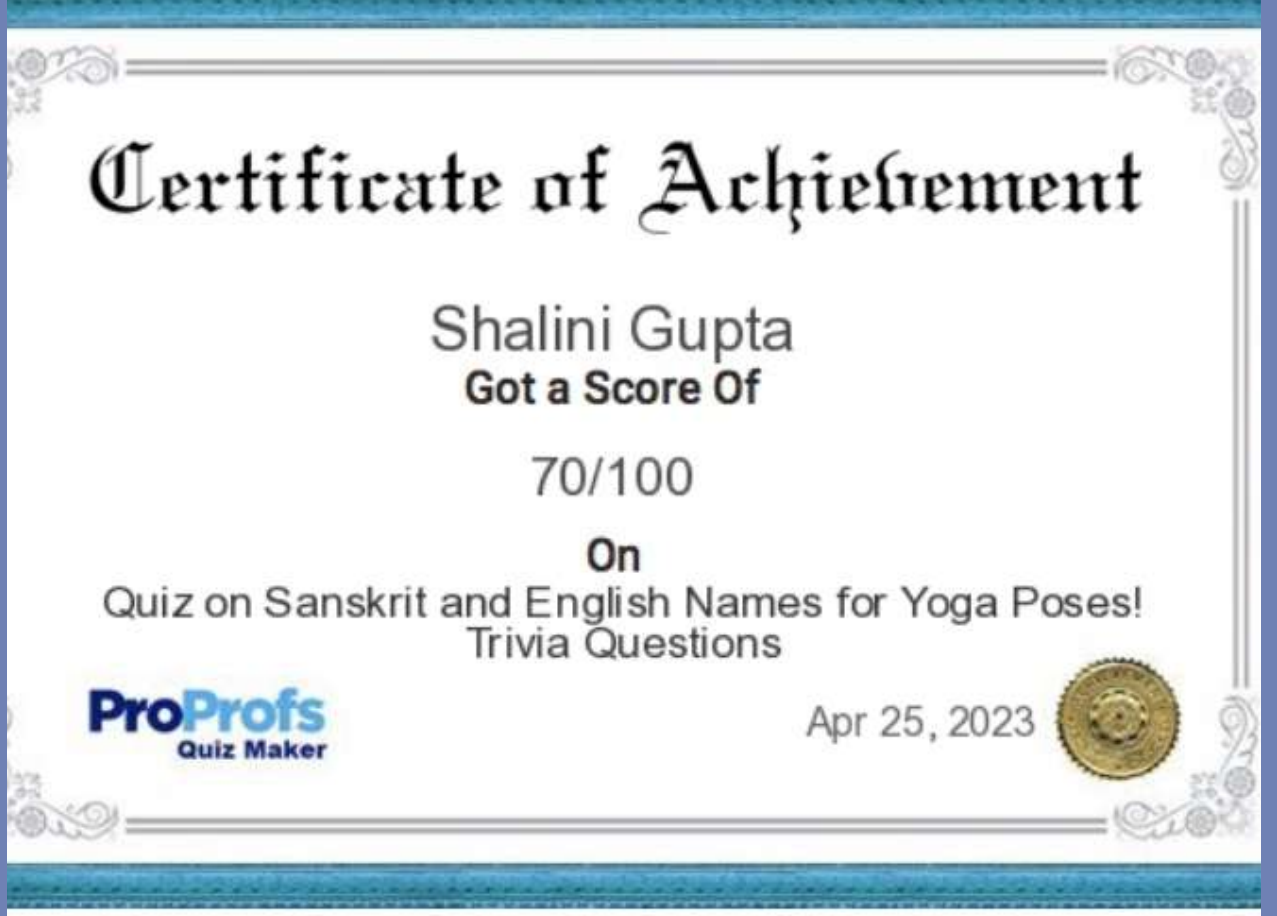 Certificate of Achievement
Shalini Gupta
Got a Score Of
70/100
On
Quiz on Sanskrit and English Names for Yoga Poses!
Trivia Questions
ProProfs
Quiz Maker
Apr 25, 2023